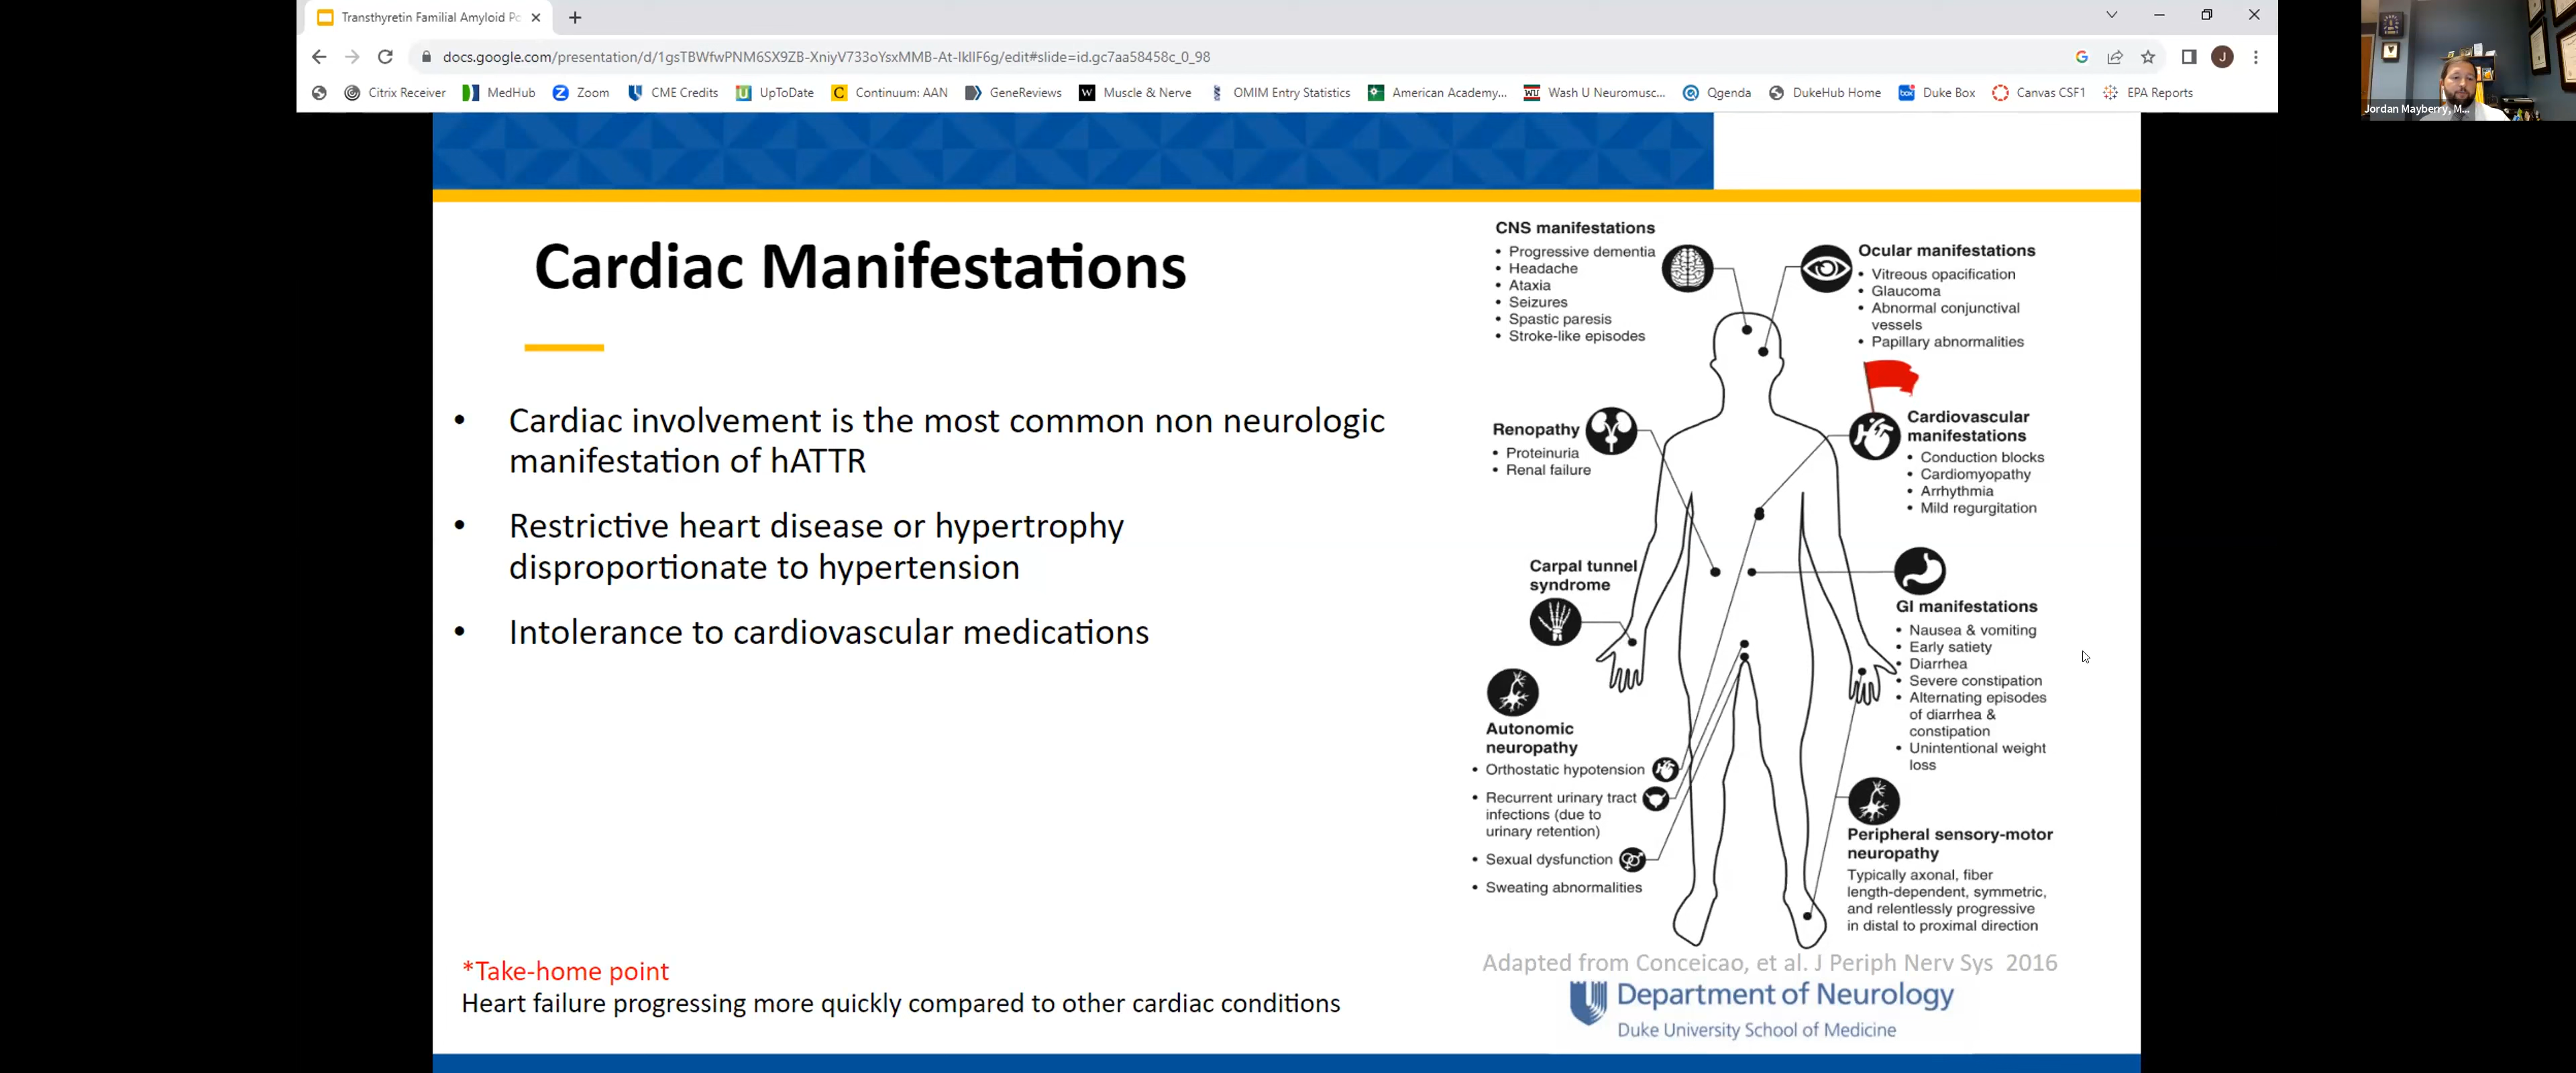 Transthyretin Familial Amyloid Po
docs.google.com/presentation/d/1gsTBWfwPNM6SX9ZB-XniyV733oYsxMMB-At-IkllF6g/edit#slide=id.gc7aa58458c_0_98
J
Citrix Receiver MedHub Zoom CME Credits UpToDate Continuum: AAN GeneReviews Muscle & Nerve OMIM Entry Statistics American Academy... Wash U Neuromusc... Qgenda DukeHub Home Duke Box Canvas CSF1 EPA Reports
Jordan Mayberry, M...
Cardiac Manifestations
• Cardiac involvement is the most common non neurologic
manifestation of hATTR
• Restrictive heart disease or hypertrophy
disproportionate to hypertension
• Intolerance to cardiovascular medications
*Take-home point
Heart failure progressing more quickly compared to other cardiac conditions
CNS manifestations
• Progressive dementia
• Headache
• Ataxia
• Seizures
• Spastic paresis
• Stroke-like episodes
Ocular manifestations
• Vitreous opacification
• Glaucoma
• Abnormal conjunctival
vessels
• Papillary abnormalities
Renopathy
• Proteinuria
• Renal failure
Cardiovascular
manifestations
• Conduction blocks
• Cardiomyopathy
• Arrhythmia
• Mild regurgitation
Carpal tunnel
syndrome
GI manifestations
• Nausea & vomiting
• Early satiety
• Diarrhea
• Severe constipation
• Alternating episodes
of diarrhea &
constipation
• Unintentional weight
loss
Autonomic
neuropathy
• Orthostatic hypotension
• Recurrent urinary tract
infections (due to
urinary retention)
• Sexual dysfunction
• Sweating abnormalities
Peripheral sensory-motor
neuropathy
Typically axonal, fiber
length-dependent, symmetric,
and relentlessly progressive
in distal to proximal direction
Adapted from Conceicao, et al. J Periph Nerv Sys 2016
Department of Neurology
Duke University School of Medicine